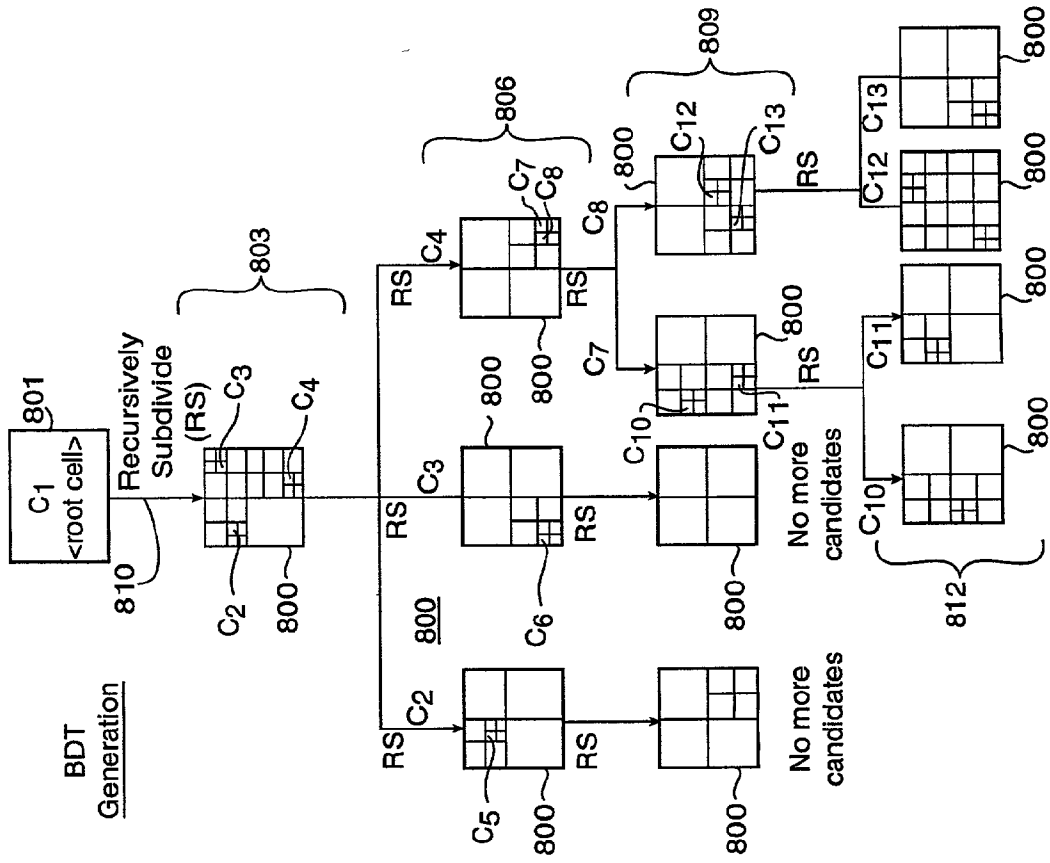 BDT
Generation
C1
<root cell>
801
810
Recursively
Subdivide
(RS)
C3
803
C2
C4
800
RS
C2
RS
C3
RS
C4
806
800
C5
800
C6
800
C7
C8
800
RS
RS
RS
C7
C8
809
800
C10
C11
800
C12
C13
800
800
No more
candidates
No more
candidates
RS
RS
C10
C11
C12
C13
812
800
800
800
800